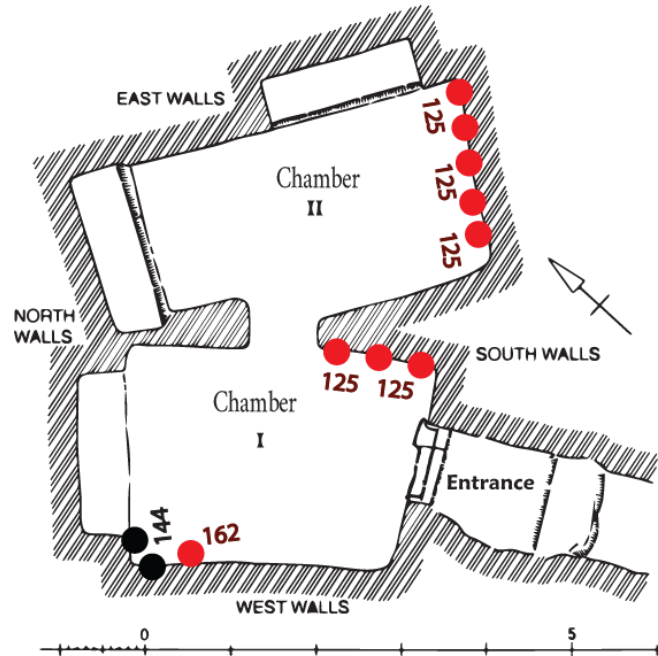 EAST WALLS
125
Chamber
II
125
125
NORTH
WALLS
SOUTH WALLS
125
125
Chamber
I
Entrance
144
162
WEST WALLS
0
5